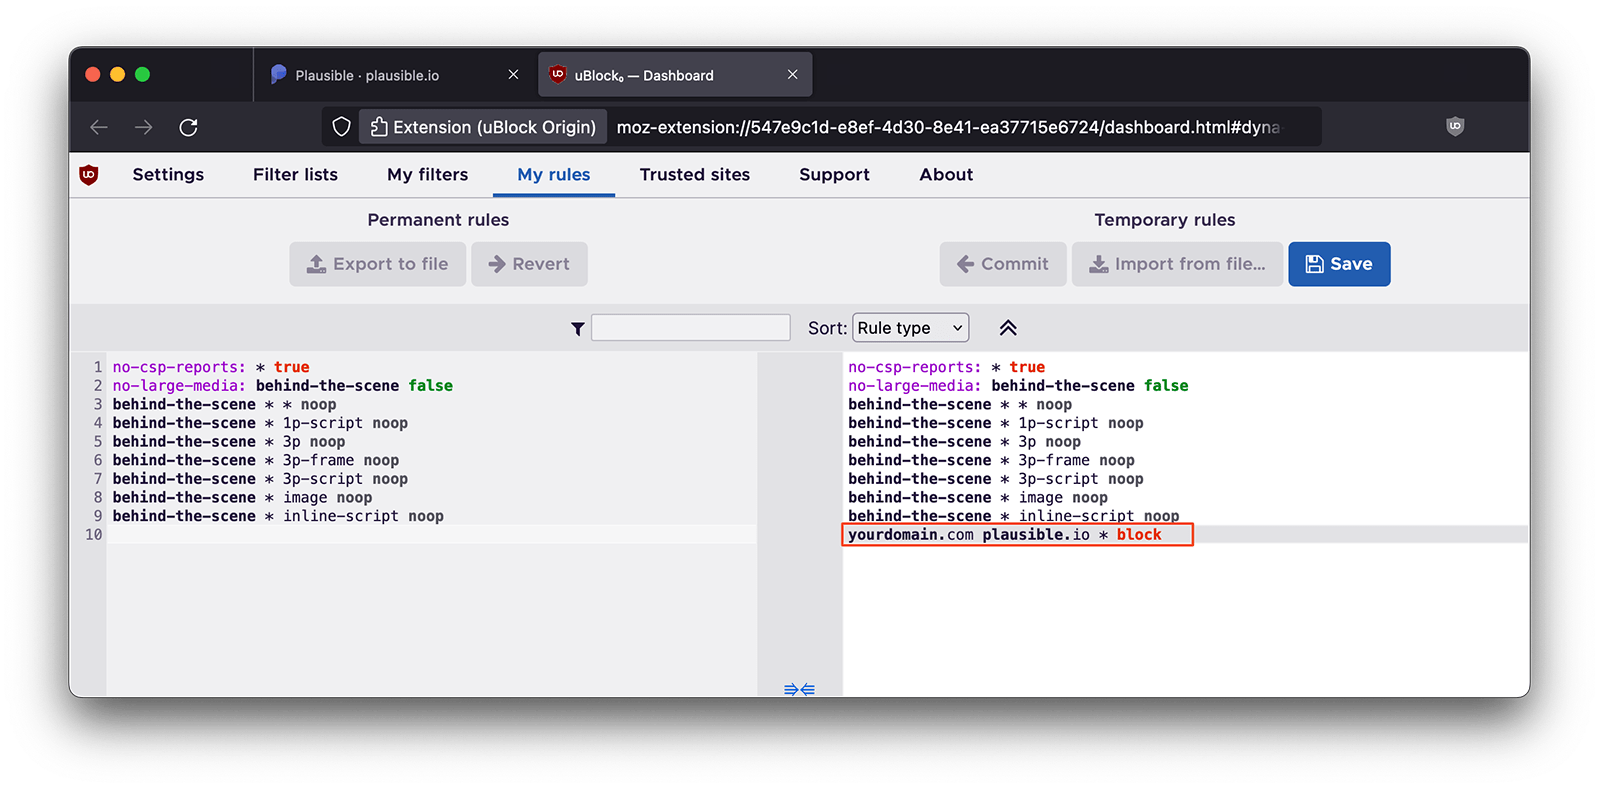 Plausible · plausible.io
uBlock₀ — Dashboard
Extension (uBlock Origin) moz-extension://547e9c1d-e8ef-4d30-8e41-ea37715e6724/dashboard.html#dyna
Settings Filter lists My filters My rules Trusted sites Support About
Permanent rules
Temporary rules
Export to file Revert
Commit Import from file... Save
Sort: Rule type
1 no-csp-reports: * true
2 no-large-media: behind-the-scene false
3 behind-the-scene * * noop
4 behind-the-scene * 1p-script noop
5 behind-the-scene * 3p noop
6 behind-the-scene * 3p-frame noop
7 behind-the-scene * 3p-script noop
8 behind-the-scene * image noop
9 behind-the-scene * inline-script noop
10
no-csp-reports: * true
no-large-media: behind-the-scene false
behind-the-scene * * noop
behind-the-scene * 1p-script noop
behind-the-scene * 3p noop
behind-the-scene * 3p-frame noop
behind-the-scene * 3p-script noop
behind-the-scene * image noop
behind-the-scene * inline-script noop
yourdomain.com plausible.io * block